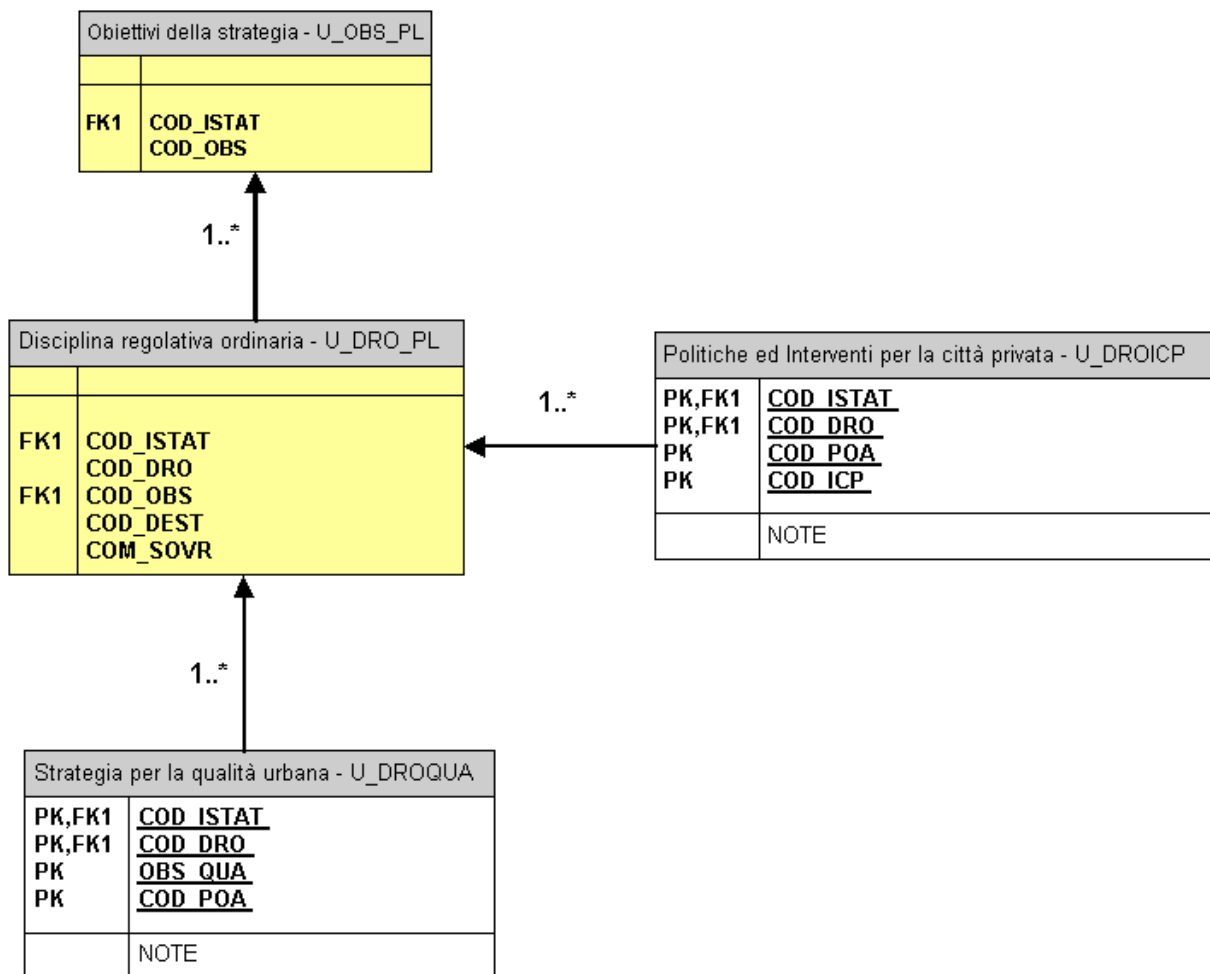 Obiettivi della strategia - U_OBS_PL
FK1 COD_ISTAT
COD_OBS
1..*
Disciplina regolativa ordinaria - U_DRO_PL
FK1 COD_ISTAT
COD_DRO
FK1 COD_OBS
COD_DEST
COM_SOVR
1..*
Politiche ed Interventi per la città privata - U_DROICP
PK,FK1 COD_ISTAT
PK,FK1 COD_DRO
PK COD_POA
PK COD_ICP
NOTE
1..*
Strategia per la qualità urbana - U_DROQUA
PK,FK1 COD_ISTAT
PK,FK1 COD_DRO
PK OBS_QUA
PK COD_POA
NOTE